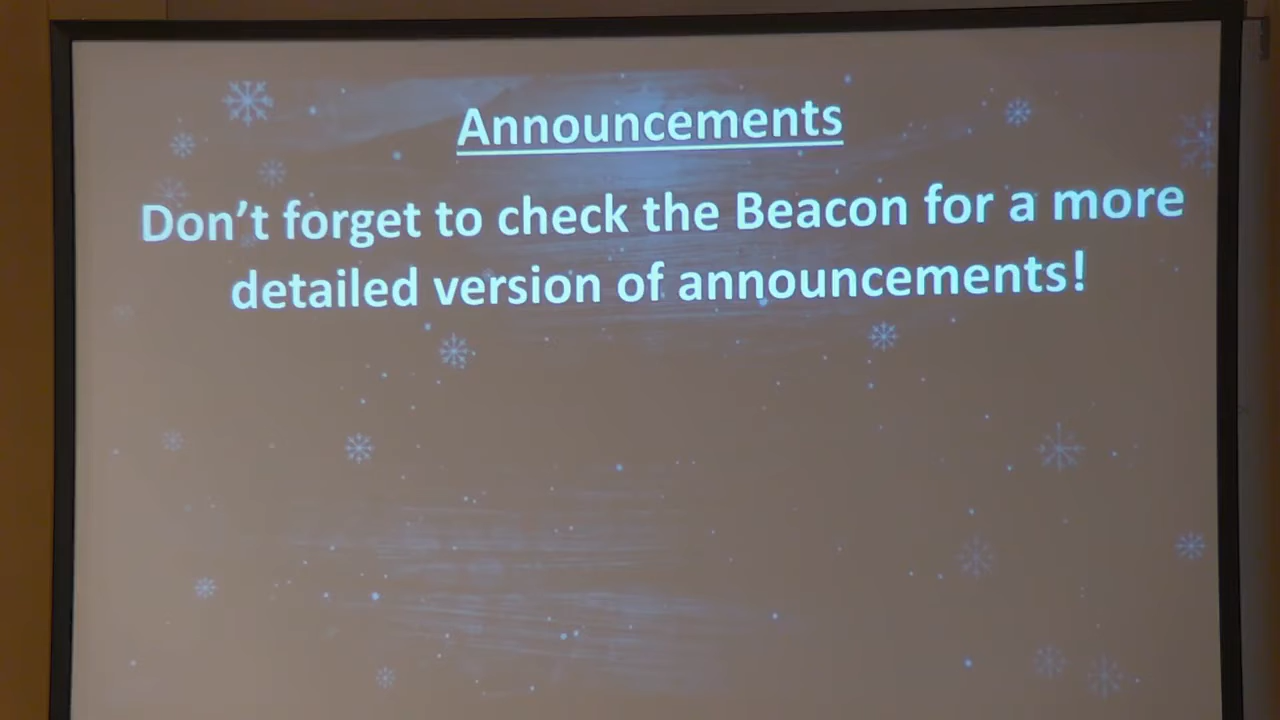 Announcements
Don't forget to check the Beacon for a more
detailed version of announcements!